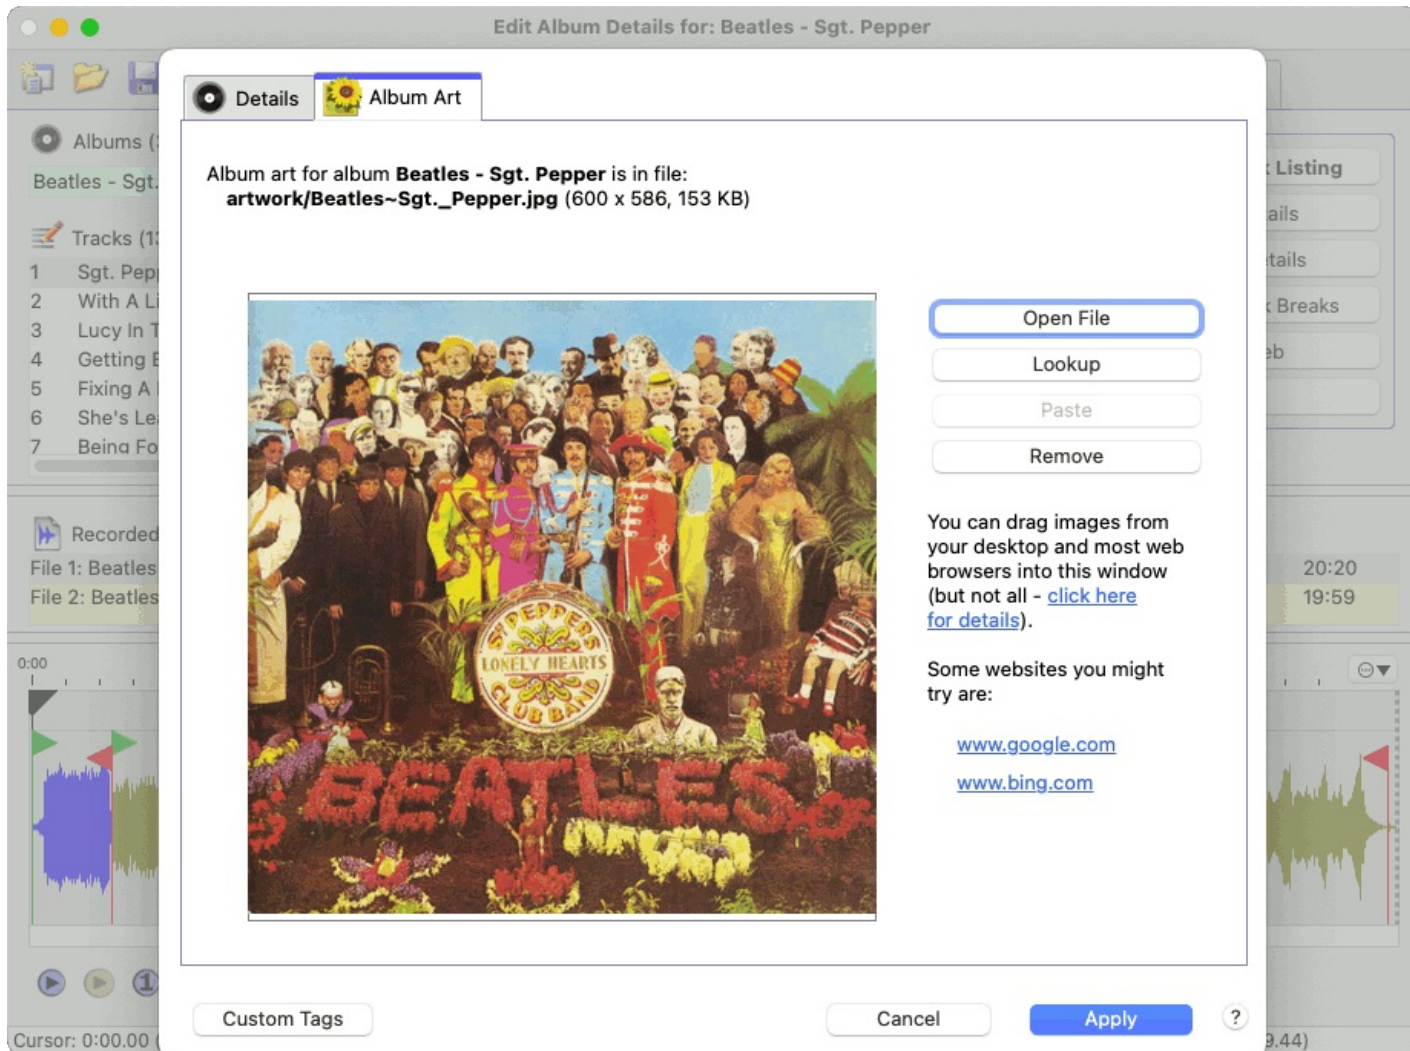 Edit Album Details for: Beatles - Sgt. Pepper
Details
Album Art
Albums (
Beatles - Sgt.
Tracks (13
1 Sgt. Pepp
2 With A Li
3 Lucy In T
4 Getting B
5 Fixing A
6 She's Lea
7 Being Fo
Recorded
File 1: Beatles
File 2: Beatles
0:00
Album art for album Beatles - Sgt. Pepper is in file:
artwork/Beatles~Sgt._Pepper.jpg (600 x 586, 153 KB)
SGT PEPPERS
LONELY HEARTS
CLUB BAND
BEATLES
Open File
Lookup
Paste
Remove
You can drag images from
your desktop and most web
browsers into this window
(but not all - click here
for details).
Some websites you might
try are:
www.google.com
www.bing.com
Listing
ails
tails
Breaks
eb
20:20
19:59
1
Custom Tags
Cancel
Apply
?
Cursor: 0:00.00 (
9.44)